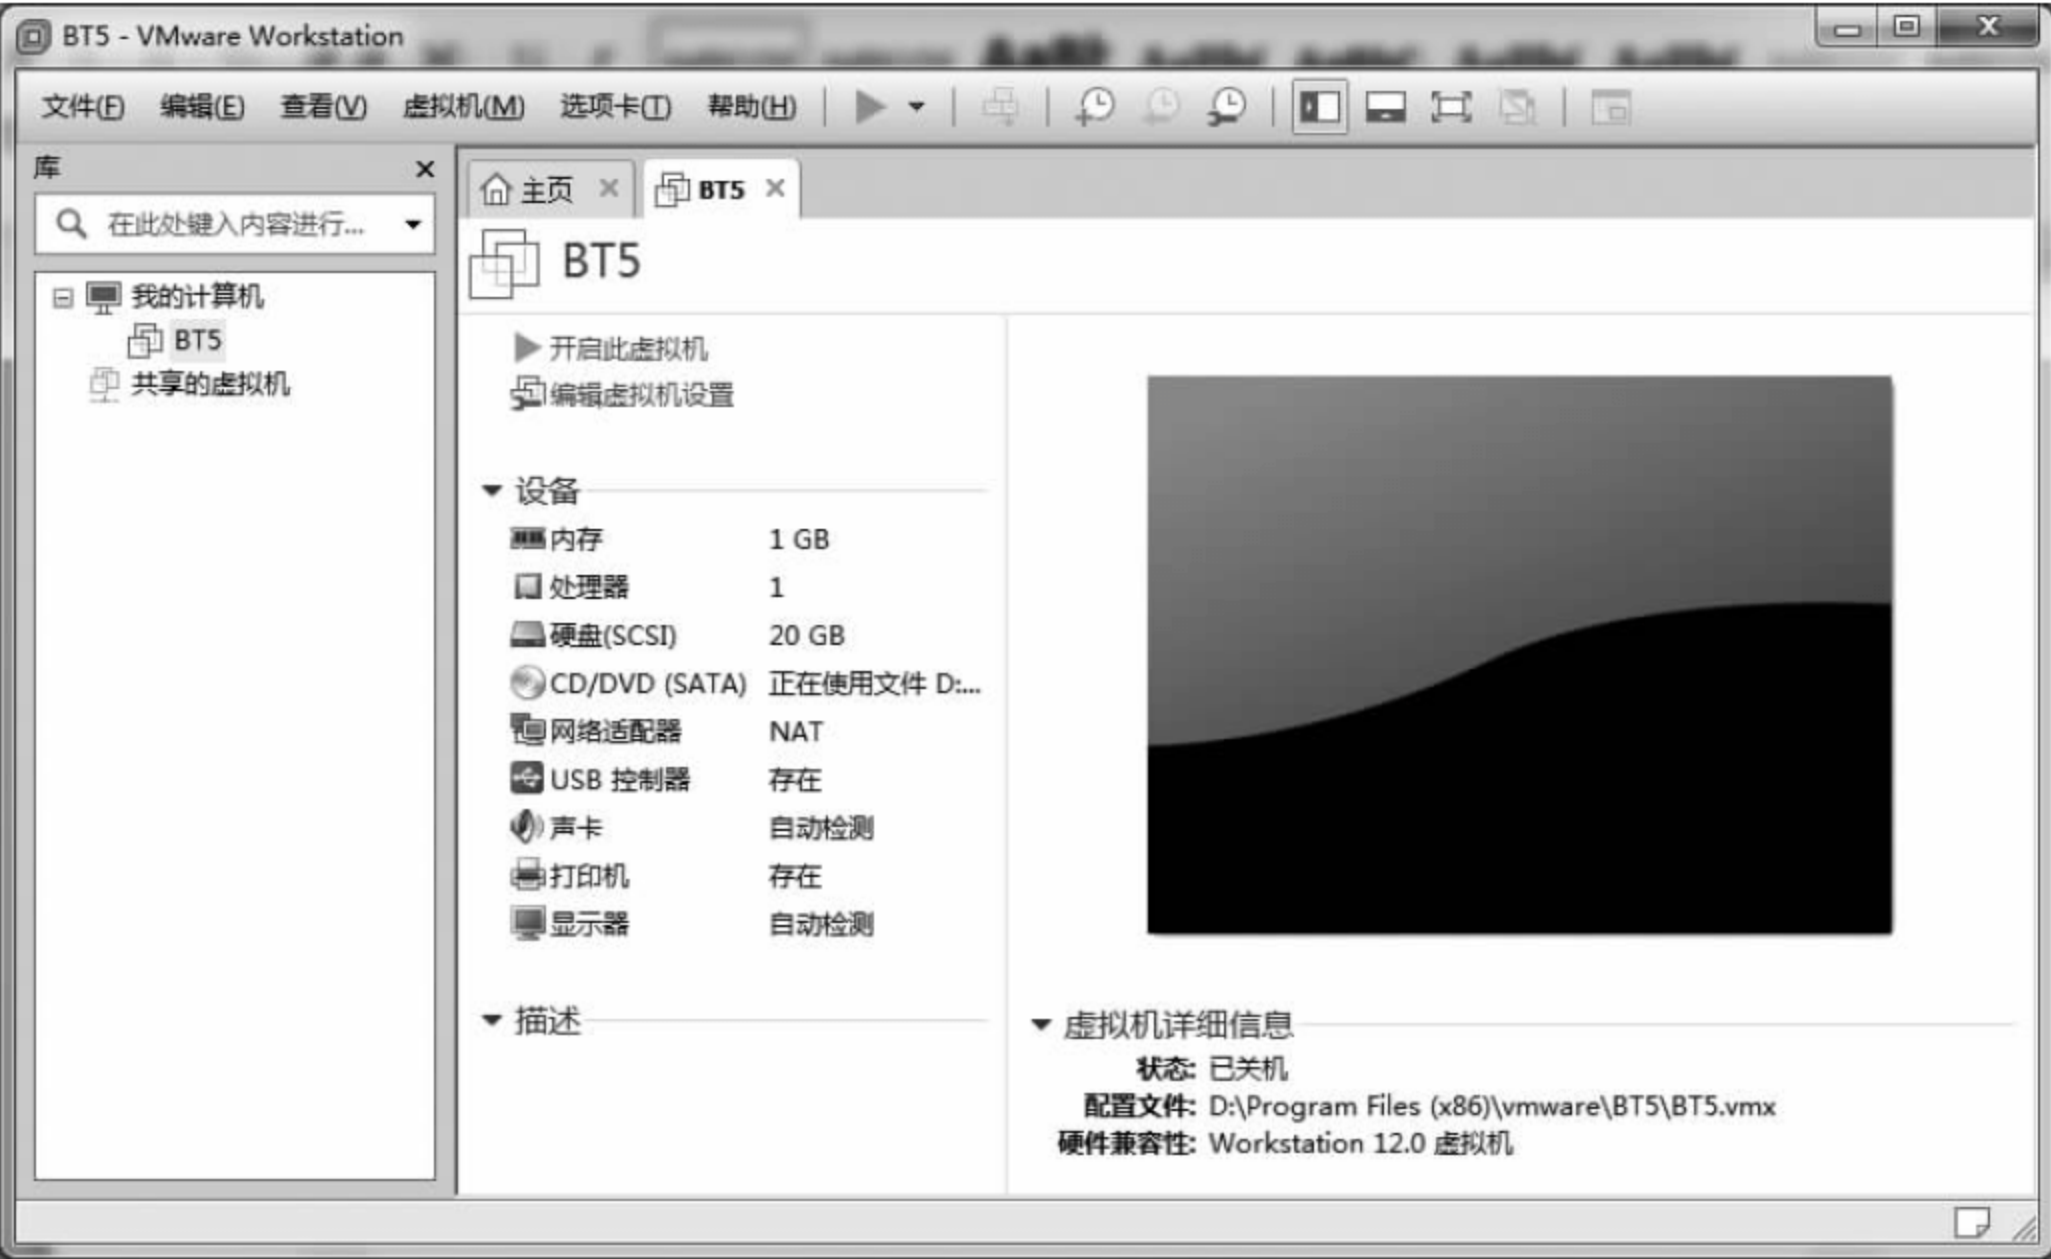 BT5 - VMware Workstation
文件(F) 编辑(E) 查看(V) 虚拟机(M) 选项卡(T) 帮助(H)
库
在此处键入内容进行...
我的计算机
BT5
共享的虚拟机
主页 BT5
BT5
开启此虚拟机
编辑虚拟机设置
设备
内存 1 GB
处理器 1
硬盘(SCSI) 20 GB
CD/DVD (SATA) 正在使用文件 D:...
网络适配器 NAT
USB 控制器 存在
声卡 自动检测
打印机 存在
显示器 自动检测
描述
虚拟机详细信息
状态: 已关机
配置文件: D:\Program Files (x86)\vmware\BT5\BT5.vmx
硬件兼容性: Workstation 12.0 虚拟机